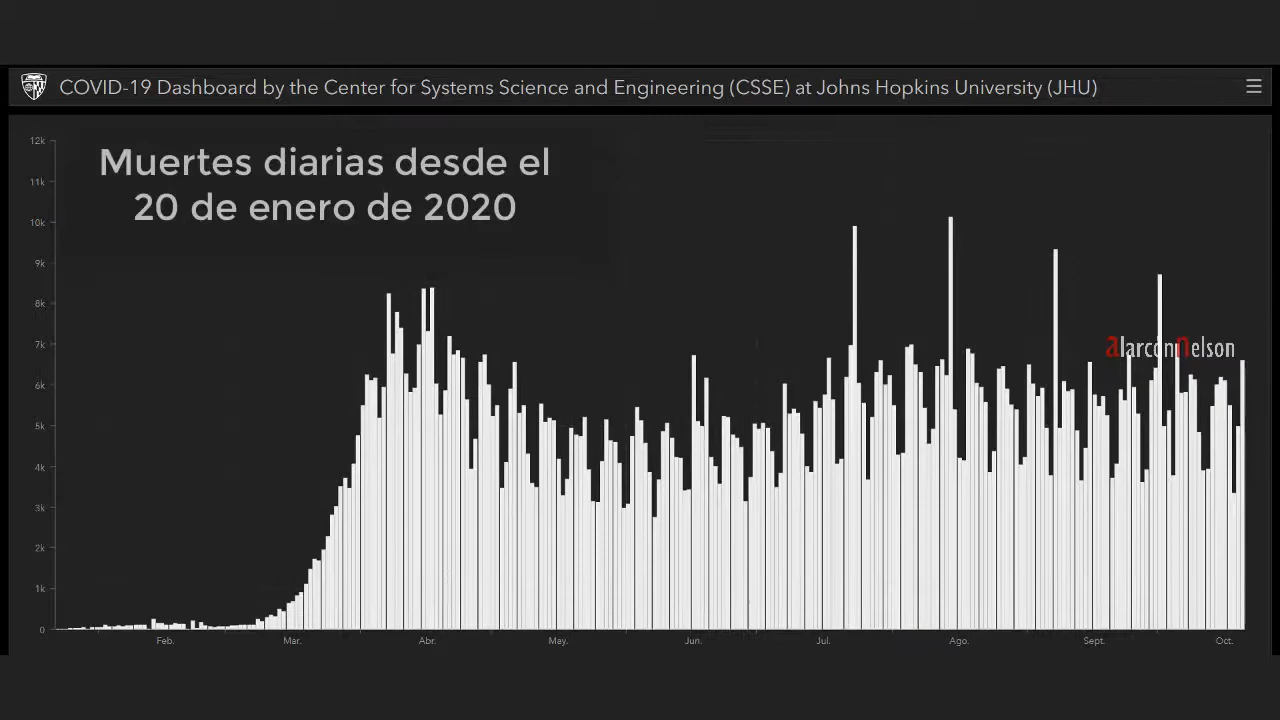 COVID-19 Dashboard by the Center for Systems Science and Engineering (CSSE) at Johns Hopkins University (JHU)
Muertes diarias desde el
20 de enero de 2020
12k
11k
10k
9k
8k
7k
6k
5k
4k
3k
2k
1k
0
alarcónnelson
Feb. Mar. Abr. May. Jun. Jul. Ago. Sept. Oct.